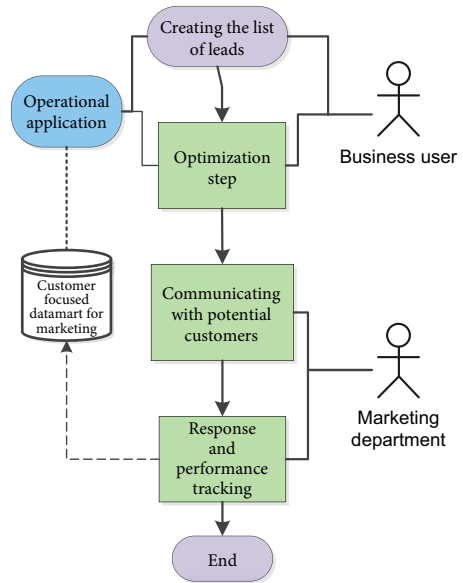 Creating the list
of leads
Operational
application
Optimization
step
Business user
Customer
focused
datamart for
marketing
Communicating
with potential
customers
Marketing
department
Response
and
performance
tracking
End